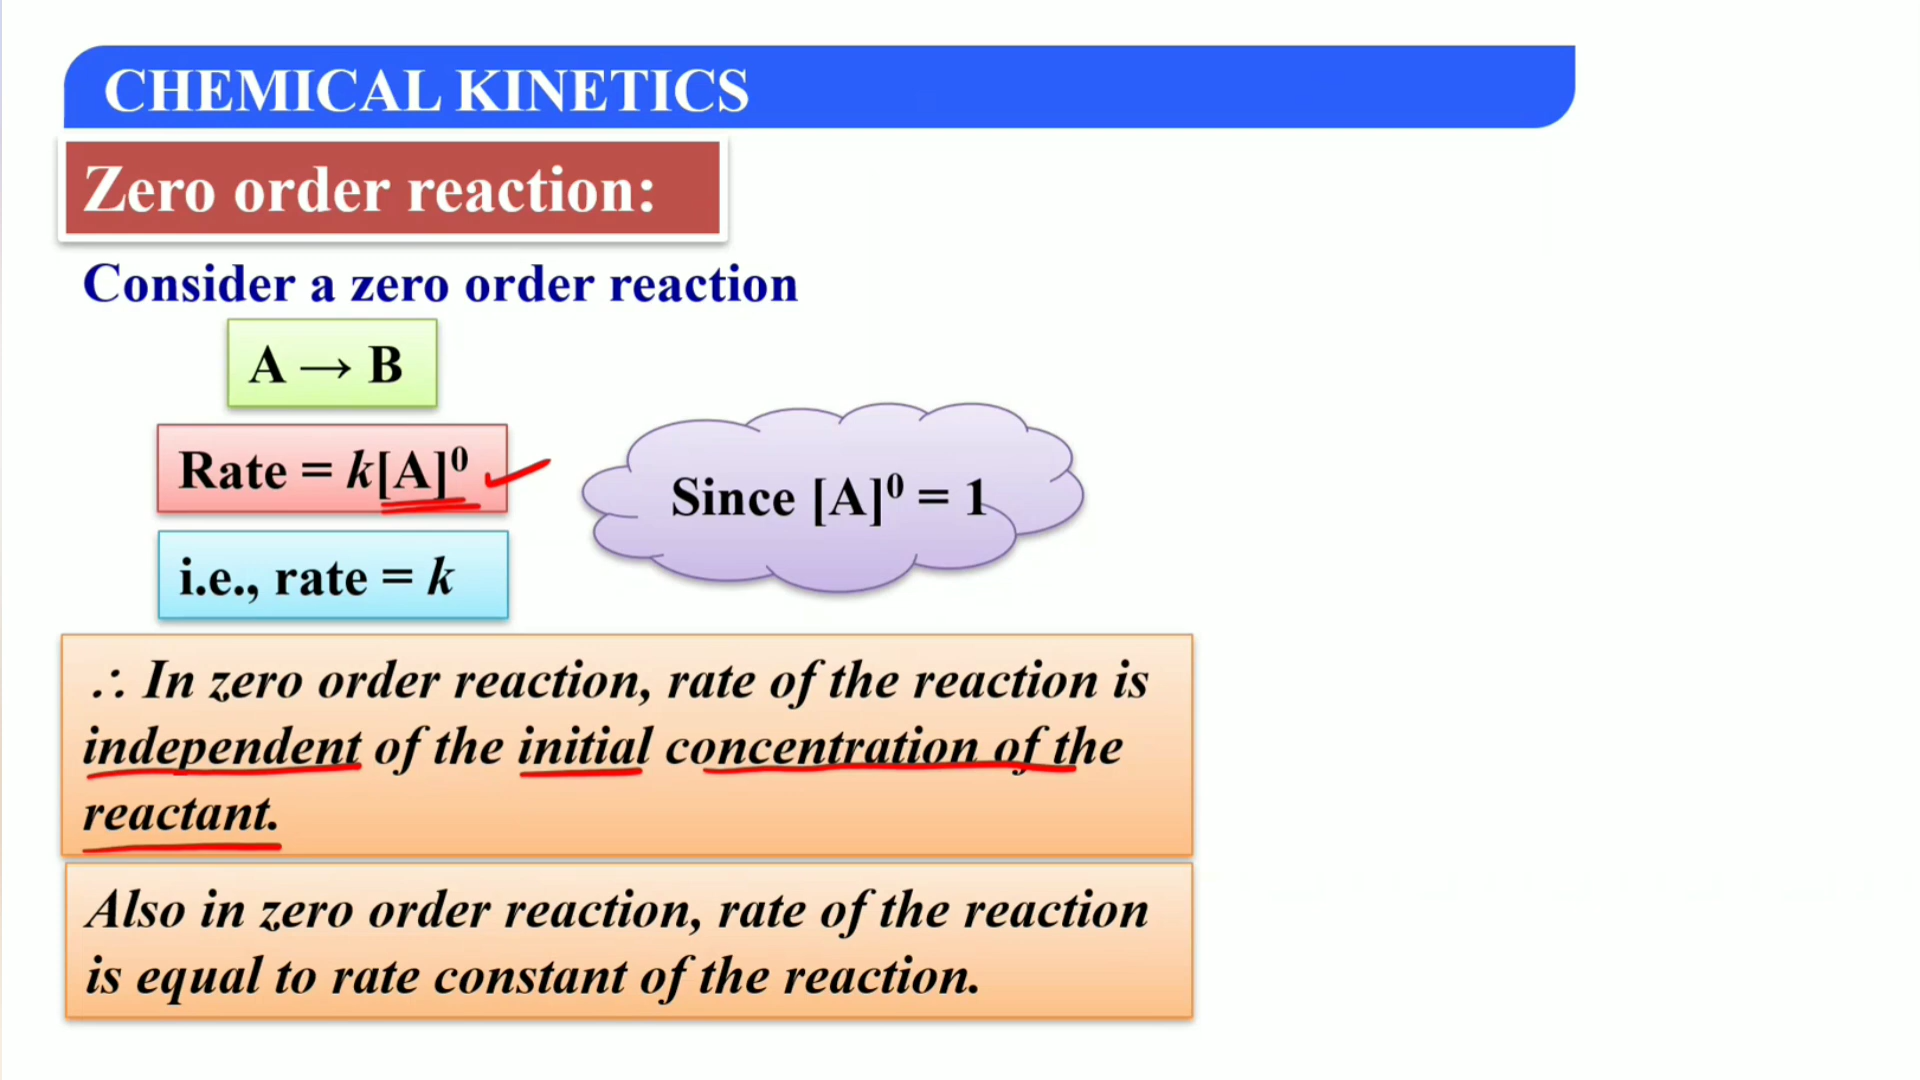 CHEMICAL KINETICS
Zero order reaction:
Consider a zero order reaction
A → B
Rate = k[A]⁰
Since [A]⁰ = 1
i.e., rate = k
∴ In zero order reaction, rate of the reaction is
independent of the initial concentration of the
reactant.
Also in zero order reaction, rate of the reaction
is equal to rate constant of the reaction.